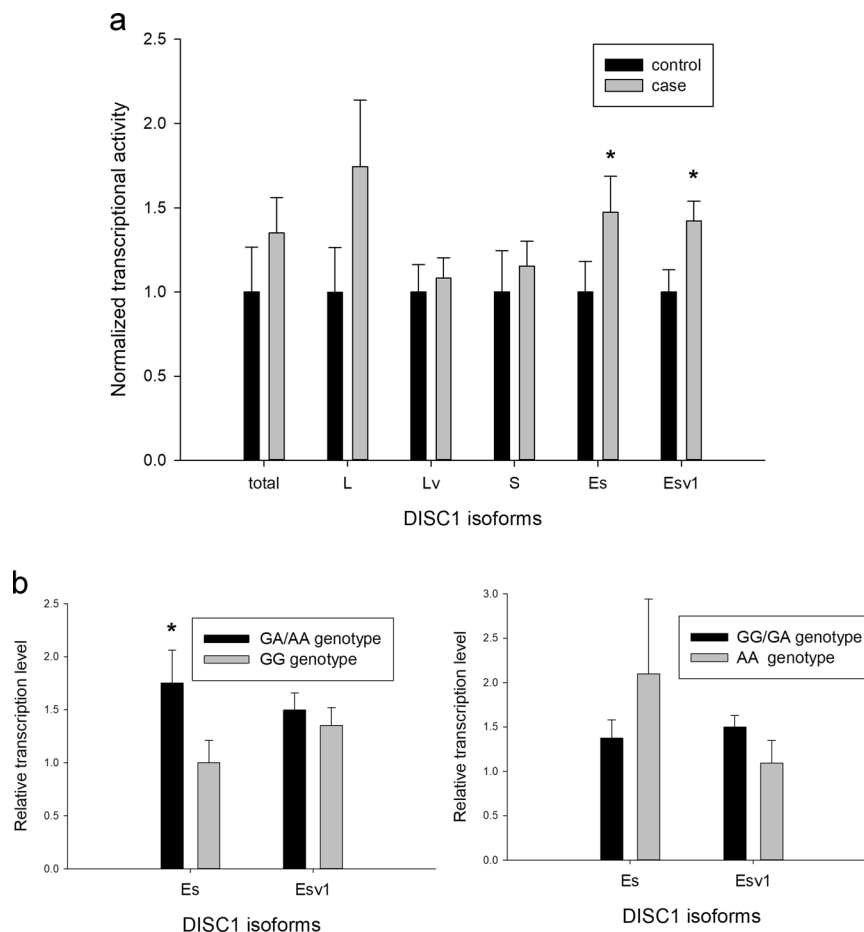 a
2.5
2.0
1.5
1.0
0.5
0.0
Normalized transcriptional activity
control
case
*
*
total L Lv S Es Esv1
DISC1 isoforms
b
2.5
2.0
1.5
1.0
0.5
0.0
Relative transcription level
GA/AA genotype
GG genotype
*
Es Esv1
DISC1 isoforms
3.0
2.5
2.0
1.5
1.0
0.5
0.0
Relative transcription level
GG/GA genotype
AA genotype
Es Esv1
DISC1 isoforms